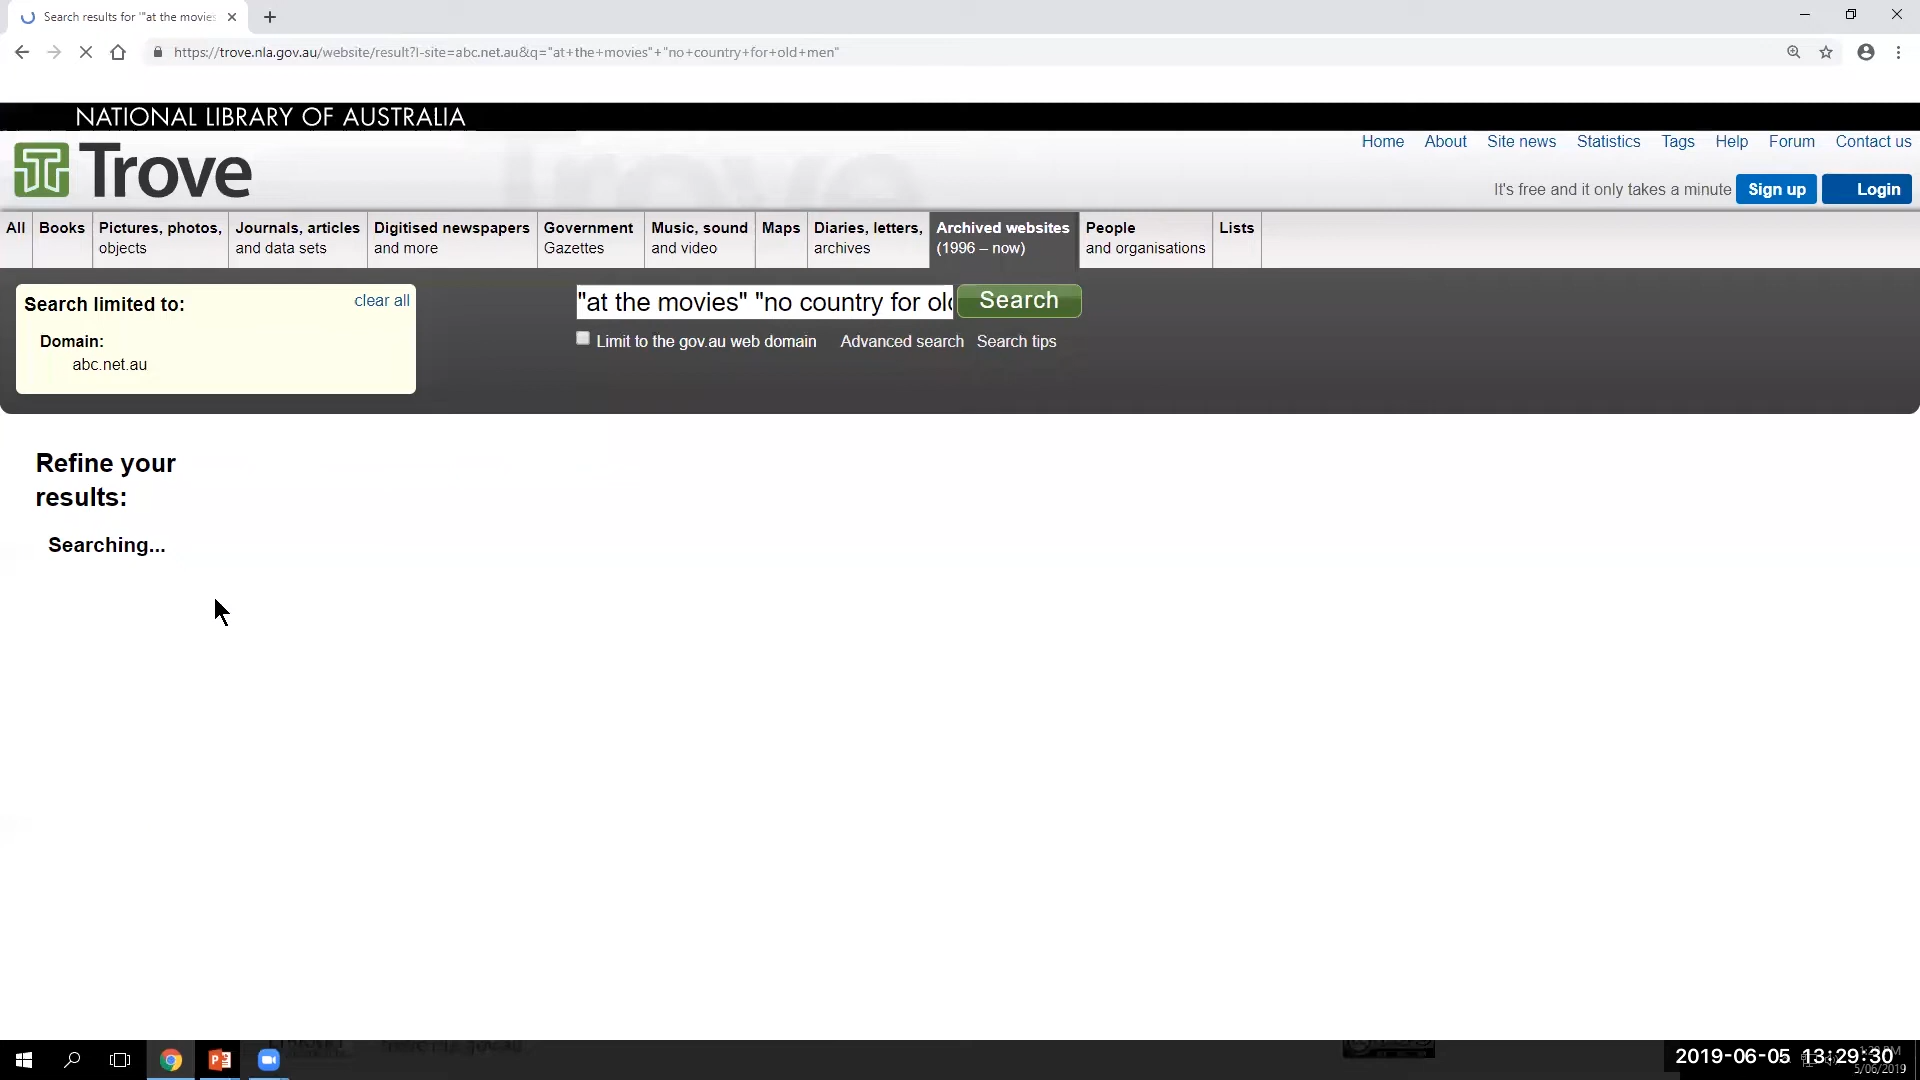 Search results for '"at the movies
https://trove.nla.gov.au/website/result?l-site=abc.net.au&q="at+the+movies"+"no+country+for+old+men"
NATIONAL LIBRARY OF AUSTRALIA
Trove
Home About Site news Statistics Tags Help Forum Contact us
It's free and it only takes a minute Sign up Login
All Books Pictures, photos, objects Journals, articles and data sets Digitised newspapers and more Government Gazettes Music, sound and video Maps Diaries, letters, archives Archived websites (1996 – now) People and organisations Lists
Search limited to: clear all
Domain:
abc.net.au
"at the movies" "no country for old Search
Limit to the gov.au web domain Advanced search Search tips
Refine your
results:
Searching...
2019-06-05 13:29:30
5/06/2019